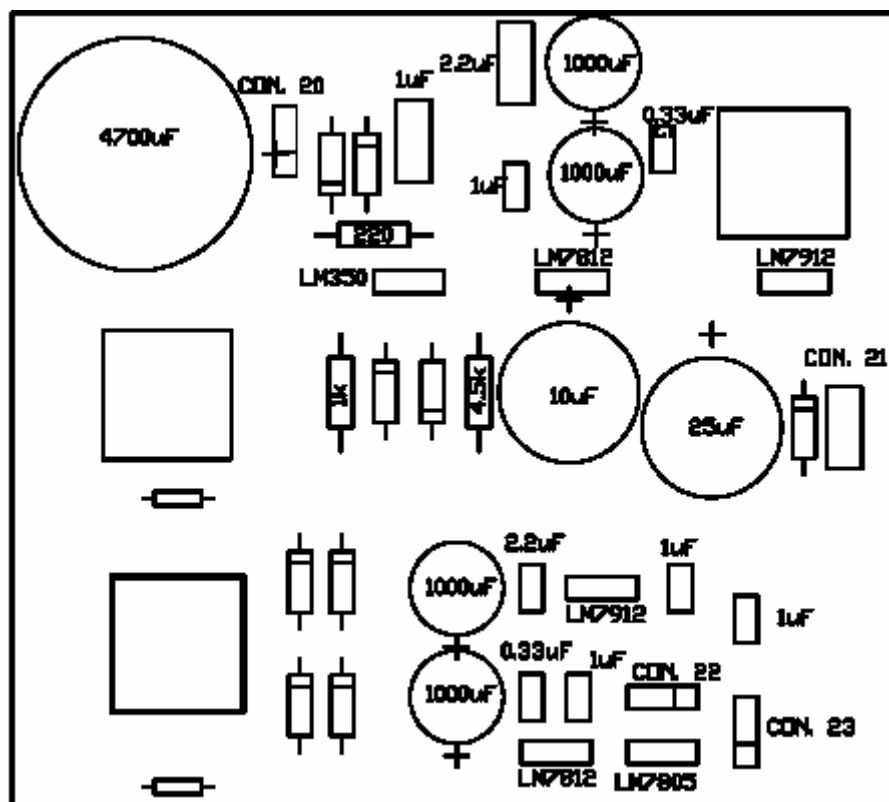 2.2uF
1000uF
CON. 20
1uF
4700uF
0.33uF
C1
1uF
1000uF
220
LM350
LM7812
LM7912
1k
4.5k
10uF
CON. 21
25uF
2.2uF
1uF
1000uF
LM7912
1uF
0.33uF
1uF
CON. 22
1000uF
CON. 23
LM7812
LM7805